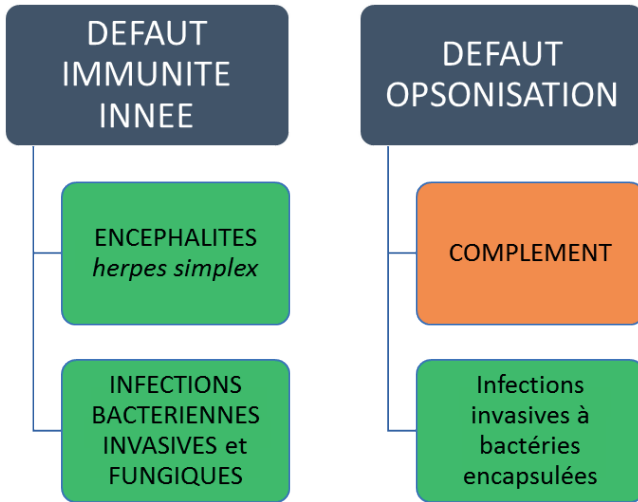 DEFAUT
IMMUNITE
INNEE
ENCEPHALITES
herpes simplex
INFECTIONS
BACTERIENNES
INVASIVES et
FUNGIQUES
DEFAUT
OPSONISATION
COMPLEMENT
Infections
invasives à
bactéries
encapsulées